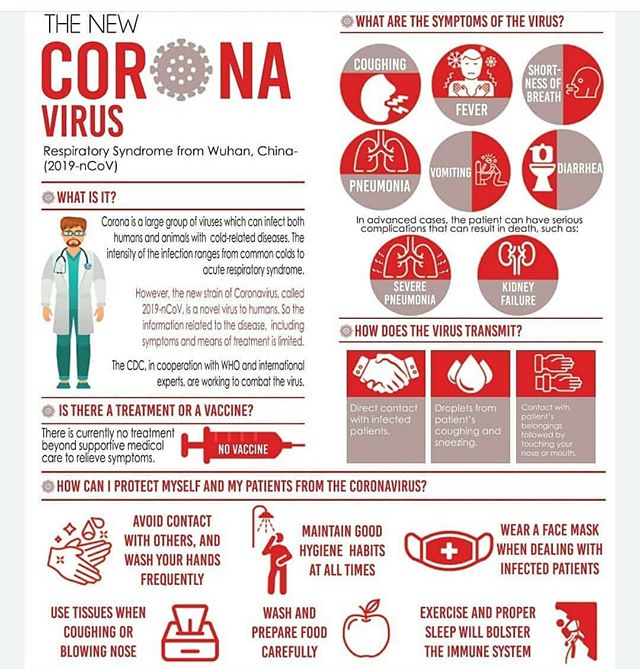 THE NEW
CORONA
VIRUS
Respiratory Syndrome from Wuhan, China-
(2019-nCoV)
WHAT IS IT?
Corona is a large group of viruses which can infect both
humans and animals with cold-related diseases. The
intensity of the infection ranges from common colds to
acute respiratory syndrome.
However, the new strain of Coronavirus, called
2019-nCoV, is a novel virus to humans. So the
information related to the disease, including
symptoms and means of treatment is limited.
The CDC, in cooperation with WHO and international
experts, are working to combat the virus.
IS THERE A TREATMENT OR A VACCINE?
There is currently no treatment
beyond supportive medical
care to relieve symptoms.
NO VACCINE
WHAT ARE THE SYMPTOMS OF THE VIRUS?
COUGHING
FEVER
SHORT-
NESS OF
BREATH
PNEUMONIA
VOMITING
DIARRHEA
In advanced cases, the patient can have serious
complications that can result in death, such as:
SEVERE
PNEUMONIA
KIDNEY
FAILURE
HOW DOES THE VIRUS TRANSMIT?
Direct contact
with infected
patients.
Droplets from
patient's
coughing and
sneezing.
Contact with
patient's
belongings
followed by
touching your
nose or mouth.
HOW CAN I PROTECT MYSELF AND MY PATIENTS FROM THE CORONAVIRUS?
AVOID CONTACT
WITH OTHERS, AND
WASH YOUR HANDS
FREQUENTLY
MAINTAIN GOOD
HYGIENE HABITS
AT ALL TIMES
WEAR A FACE MASK
WHEN DEALING WITH
INFECTED PATIENTS
USE TISSUES WHEN
COUGHING OR
BLOWING NOSE
WASH AND
PREPARE FOOD
CAREFULLY
EXERCISE AND PROPER
SLEEP WILL BOLSTER
THE IMMUNE SYSTEM